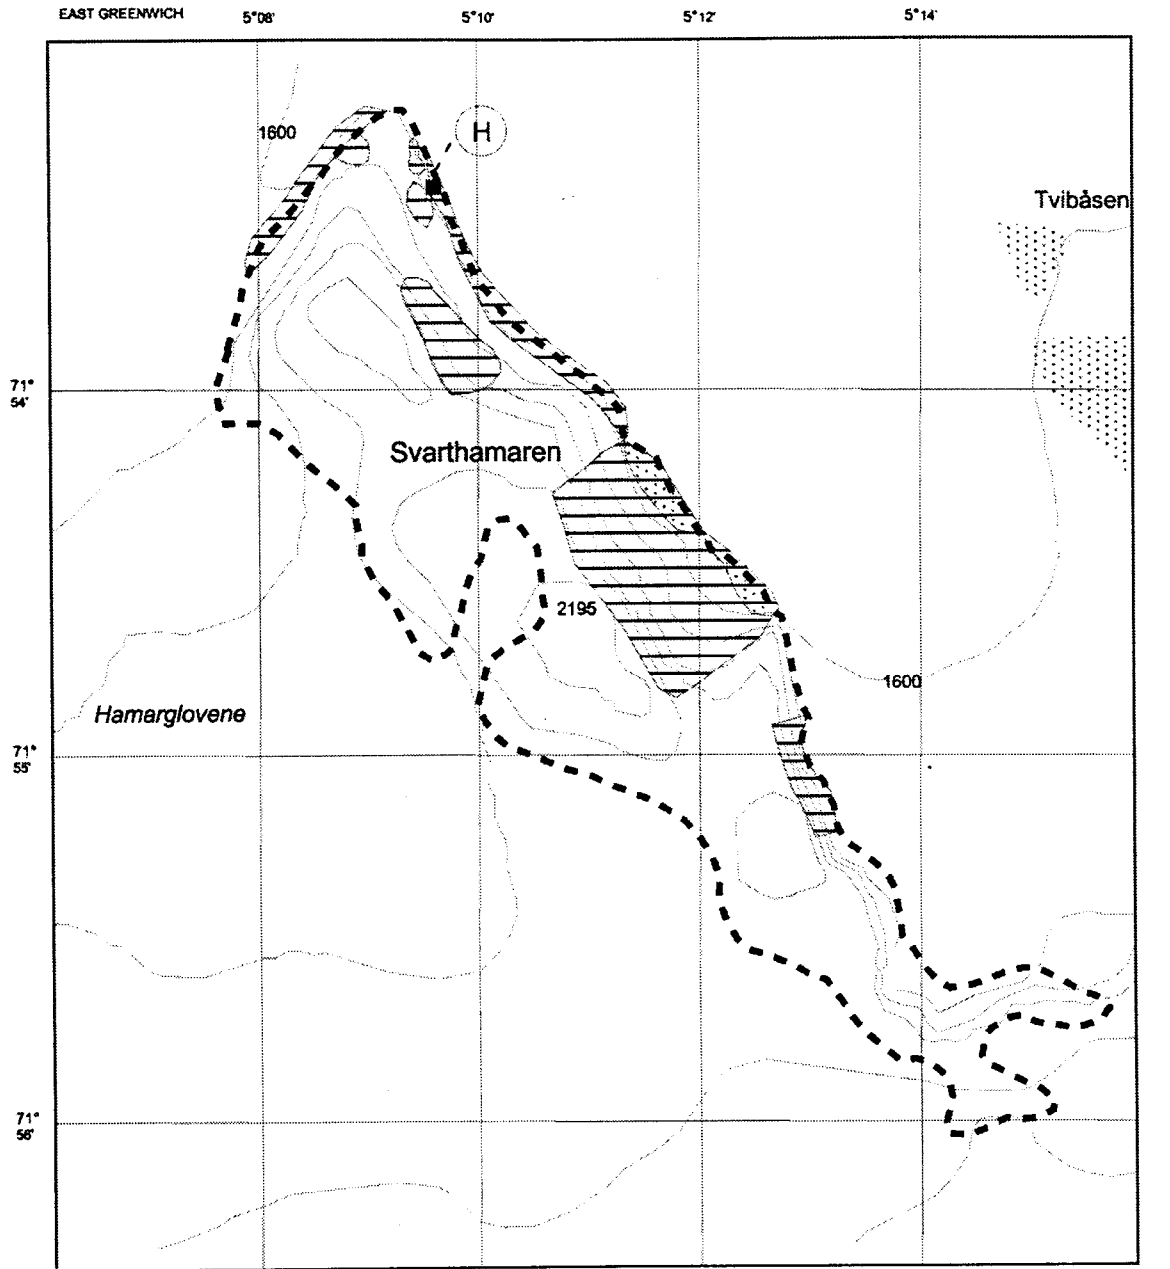 EAST GREENWICH 5°08' 5°10' 5°12' 5°14'
1600
H
Tvibåsen
71°
54'
Svarthamaren
2195
1600
Hamarglovene
71°
55'
71°
56'